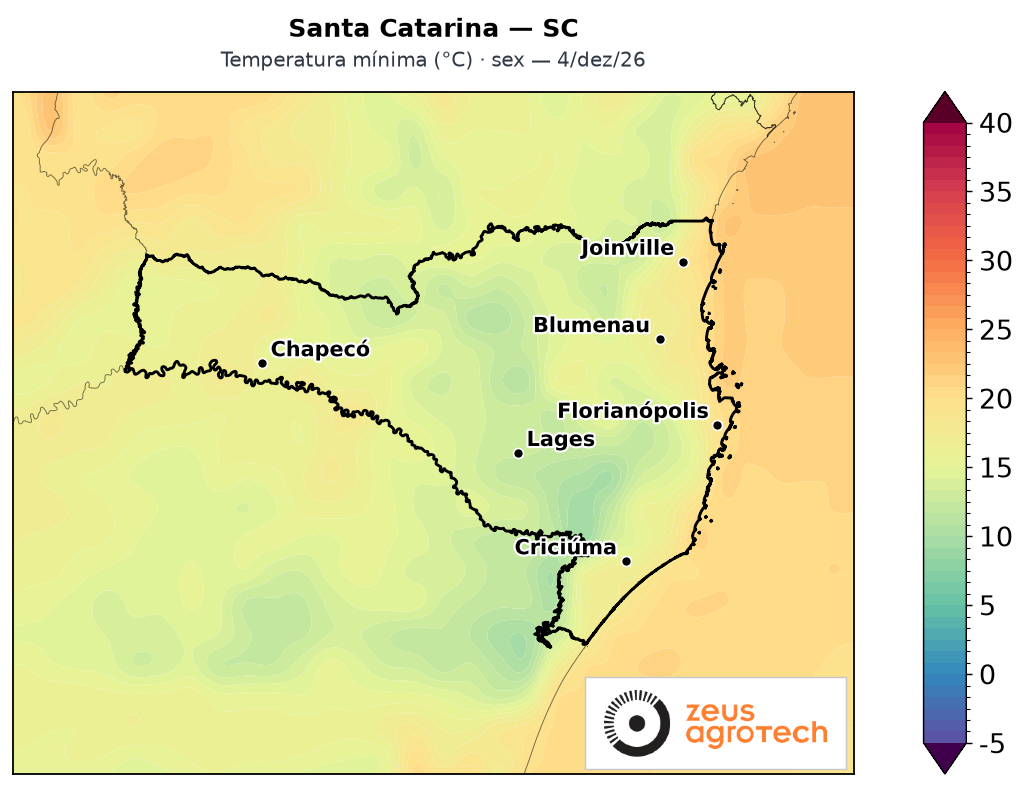 Santa Catarina — SC
Temperatura mínima (°C) · sex — 4/dez/26
Joinville
Blumenau
Chapecó
Florianópolis
Lages
Criciúma
40
35
30
25
20
15
10
5
0
-5
zeus
agrotech